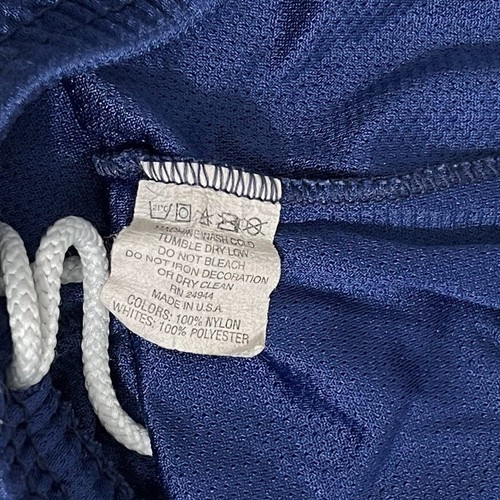 MACHINE WASH COLD
TUMBLE DRY LOW
DO NOT BLEACH
DO NOT IRON DECORATION
OR DRY CLEAN
RN 24944
MADE IN U.S.A.
COLORS: 100% NYLON
WHITES: 100% POLYESTER